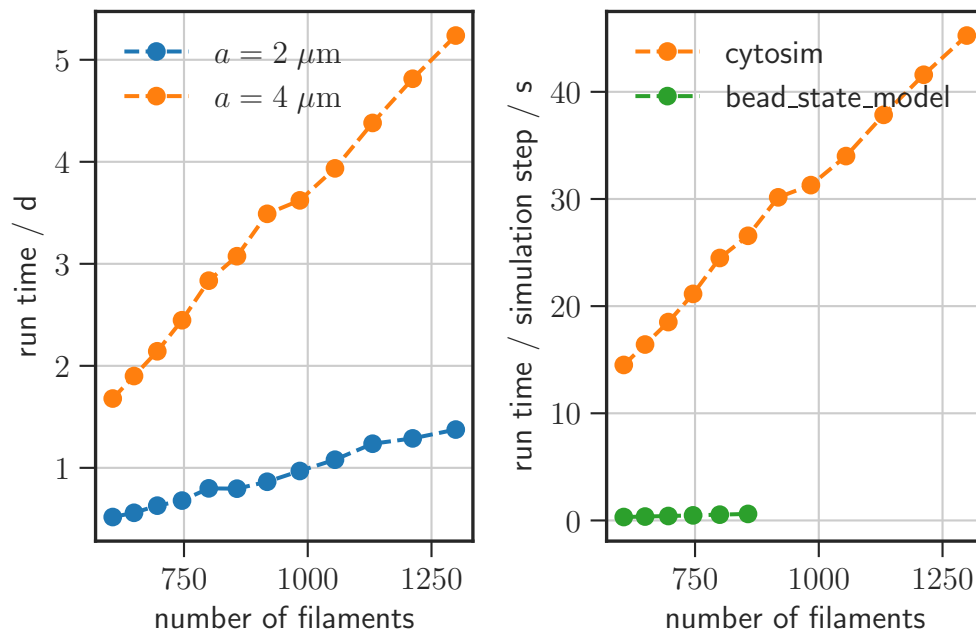 a = 2 μm
a = 4 μm
5
4
3
2
1
750 1000 1250
number of filaments
run time / d
cytosim
bead_state_model
40
30
20
10
0
750 1000 1250
number of filaments
run time / simulation step / s